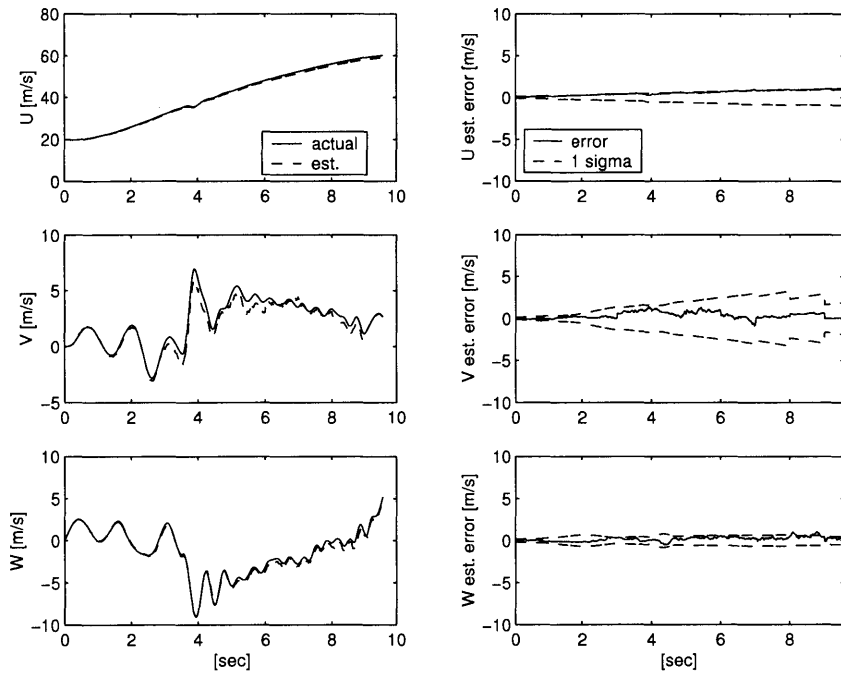 80
60
40
20
0
U [m/s]
actual
est.
0 2 4 6 8 10
10
5
0
−5
−10
U est. error [m/s]
error
1 sigma
0 2 4 6 8
10
5
0
−5
V [m/s]
0 2 4 6 8 10
10
5
0
−5
−10
V est. error [m/s]
0 2 4 6 8
10
5
0
−5
−10
W [m/s]
0 2 4 6 8 10
[sec]
10
5
0
−5
−10
W est. error [m/s]
0 2 4 6 8
[sec]